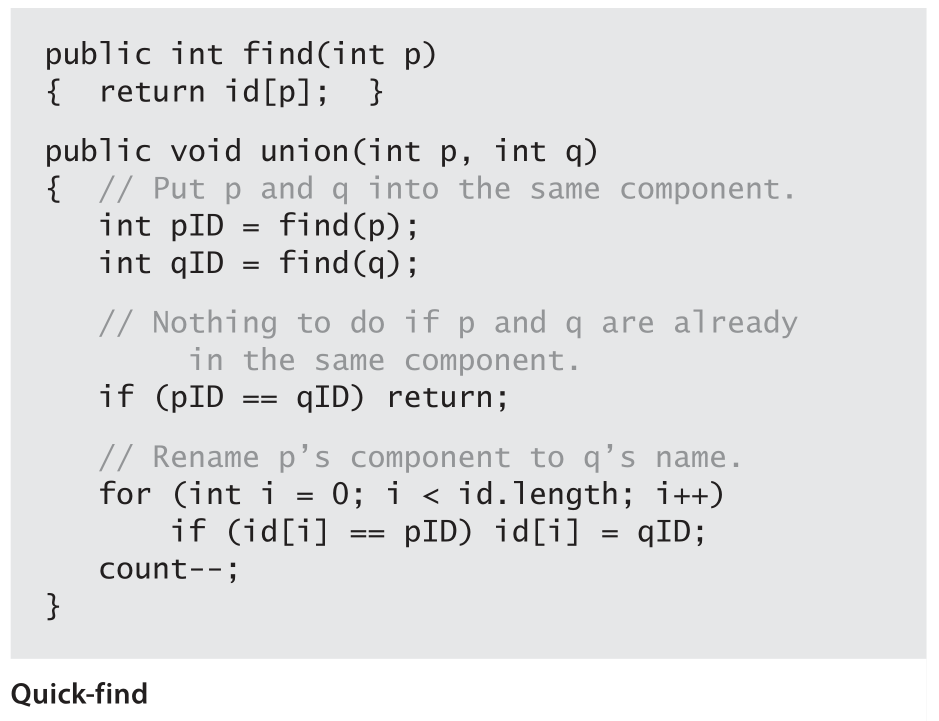 public int find(int p)
{  return id[p];  }
public void union(int p, int q)
{  // Put p and q into the same component.
   int pID = find(p);
   int qID = find(q);
   // Nothing to do if p and q are already
        in the same component.
   if (pID == qID) return;
   // Rename p’s component to q’s name.
   for (int i = 0; i < id.length; i++)
       if (id[i] == pID) id[i] = qID;
   count--;
}
Quick-find